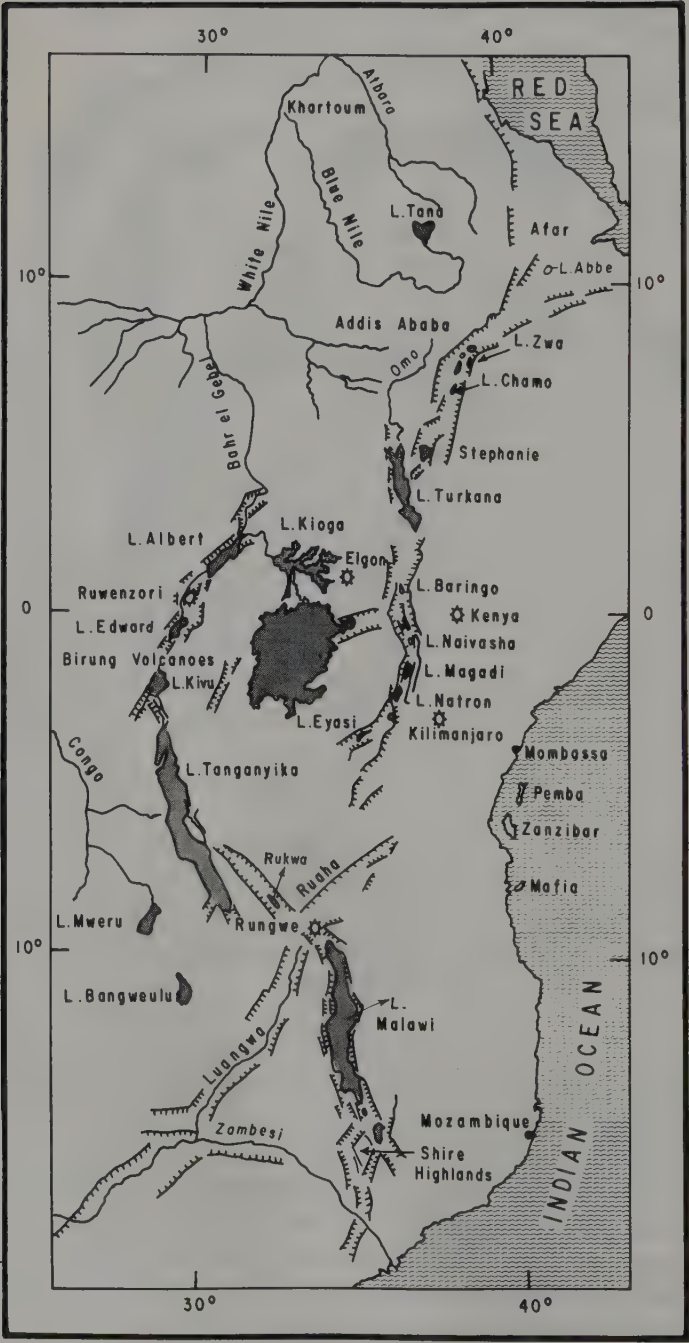 30°
40°
RED
SEA
Atbara
Khartoum
Blue Nile
White Nile
L.Tana
Afar
10°
L.Abbe
10°
Addis Ababa
L.Zwa
Omo
L.Chamo
Bahr el Gebel
Stephanie
L.Turkana
L.Kioga
L.Albert
Elgon
Ruwenzori
L.Baringo
0
Kenya
0
L.Edward
L.Naivasha
Birung Volcanoes
L.Magadi
L.Kivu
L.Natron
L.Eyasi
Kilimanjaro
Congo
Mombassa
L.Tanganyika
Pemba
Zanzibar
Rukwa
Ruaha
Mafia
L.Mweru
Rungwe
10°
10°
L.Bangweulu
L.
Malawi
Luangwa
INDIAN OCEAN
Zambesi
Mozambique
Shire
Highlands
30°
40°